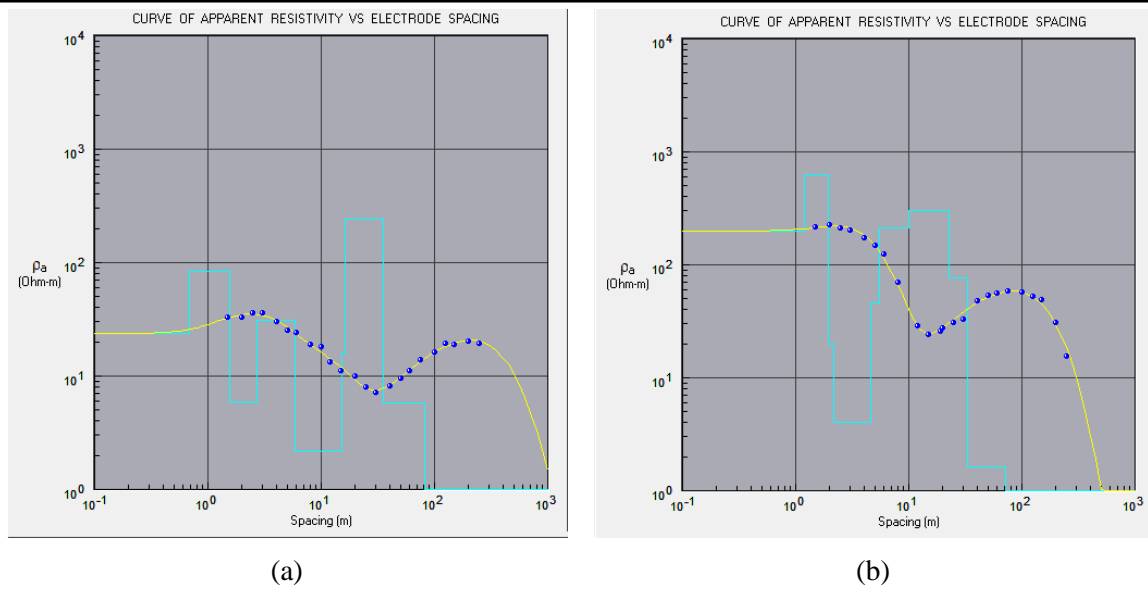 CURVE OF APPARENT RESISTIVITY VS ELECTRODE SPACING
10^4
10^3
10^2
10^1
10^0
ρa
(Ohm-m)
10^-1
10^0
10^1
10^2
10^3
Spacing (m)
(a)
CURVE OF APPARENT RESISTIVITY VS ELECTRODE SPACING
10^4
10^3
10^2
10^1
10^0
ρa
(Ohm-m)
10^-1
10^0
10^1
10^2
10^3
Spacing (m)
(b)